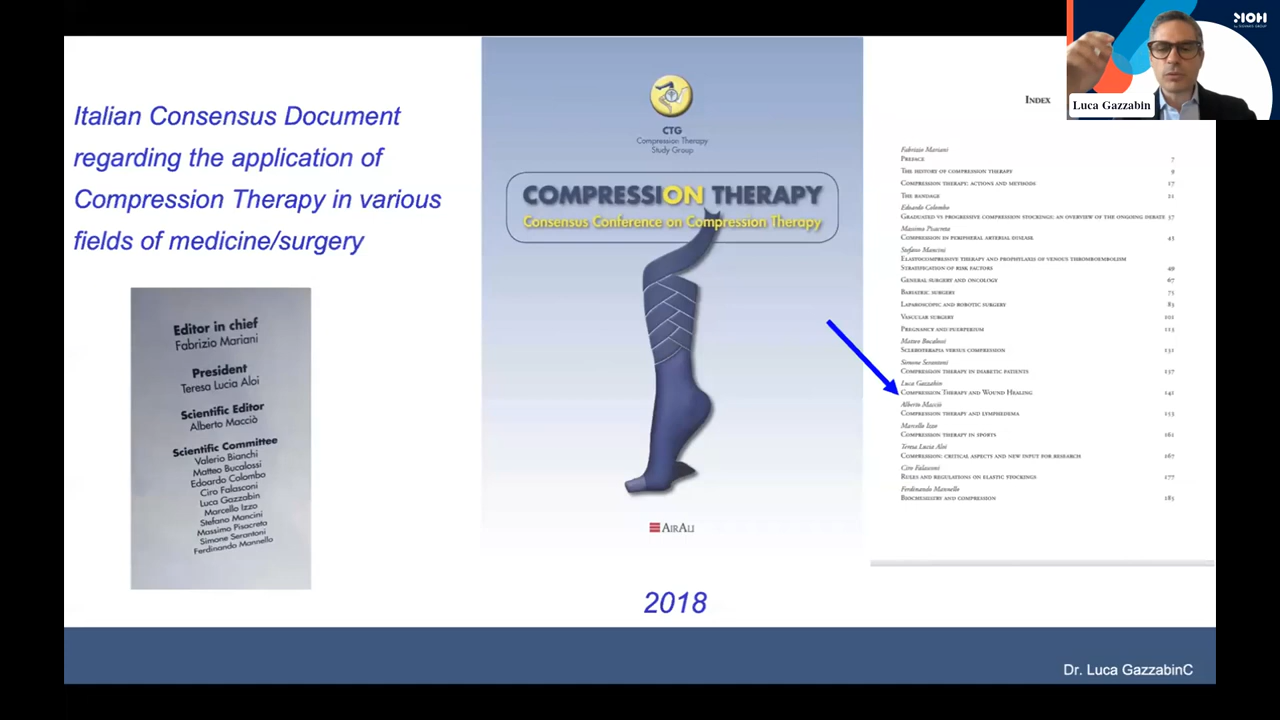 Italian Consensus Document
regarding the application of
Compression Therapy in various
fields of medicine/surgery
Editor in chief
Fabrizio Mariani
President
Teresa Lucia Aloi
Scientific Editor
Alberto Macciò
Scientific Committee
Valerio Bianchi
Matteo Bucalossi
Edoardo Colombo
Ciro Falasconi
Luca Gazzabin
Marcello Izzo
Stefano Mancini
Massimo Pisacreta
Simone Serantoni
Ferdinando Mannello
CTG
Compression Therapy
Study Group
COMPRESSION THERAPY
Consensus Conference on Compression Therapy
AIRALI
2018
INDEX
Fabrizio Mariani
PREFACE 7
THE HISTORY OF COMPRESSION THERAPY 9
COMPRESSION THERAPY: ACTIONS AND METHODS 17
THE BANDAGE 21
Edoardo Colombo
GRADUATED VS PROGRESSIVE COMPRESSION STOCKINGS: AN OVERVIEW OF THE ONGOING DEBATE 37
Massimo Pisacreta
COMPRESSION IN PERIPHERAL ARTERIAL DISEASE 43
Stefano Mancini
ELASTOCOMPRESSIVE THERAPY AND PROPHYLAXIS OF VENOUS THROMBOEMBOLISM
STRATIFICATION OF RISK FACTORS 49
GENERAL SURGERY AND ONCOLOGY 67
BARIATRIC SURGERY 75
LAPAROSCOPIC AND ROBOTIC SURGERY 83
VASCULAR SURGERY 101
PREGNANCY AND PUERPERIUM 115
Matteo Bucalossi
SCLEROTERAPIA VERSUS COMPRESSION 131
Simone Serantoni
COMPRESSION THERAPY IN DIABETIC PATIENTS 137
Luca Gazzabin
COMPRESSION THERAPY AND WOUND HEALING 141
Alberto Macciò
COMPRESSION THERAPY AND LYMPHEDEMA 153
Marcello Izzo
COMPRESSION THERAPY IN SPORTS 161
Teresa Lucia Aloi
COMPRESSION: CRITICAL ASPECTS AND NEW INPUT FOR RESEARCH 167
Ciro Falasconi
RULES AND REGULATIONS ON ELASTIC STOCKINGS 177
Ferdinando Mannello
BIOCHEMISTRY AND COMPRESSION 185
Luca Gazzabin
Dr. Luca GazzabinC